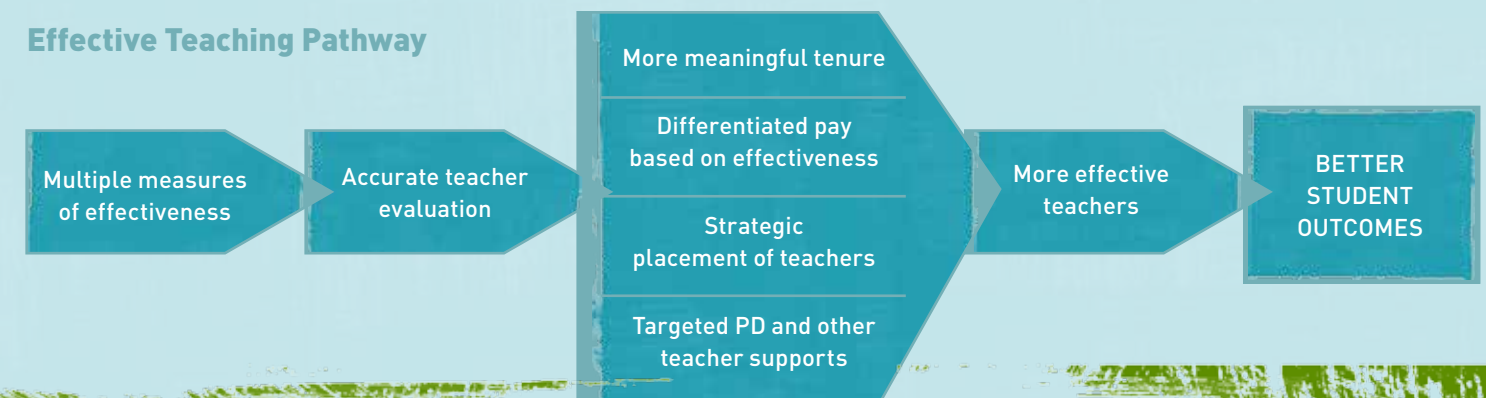 Effective Teaching Pathway
Multiple measures
of effectiveness
Accurate teacher
evaluation
More meaningful tenure
Differentiated pay
based on effectiveness
Strategic
placement of teachers
Targeted PD and other
teacher supports
More effective
teachers
BETTER
STUDENT
OUTCOMES